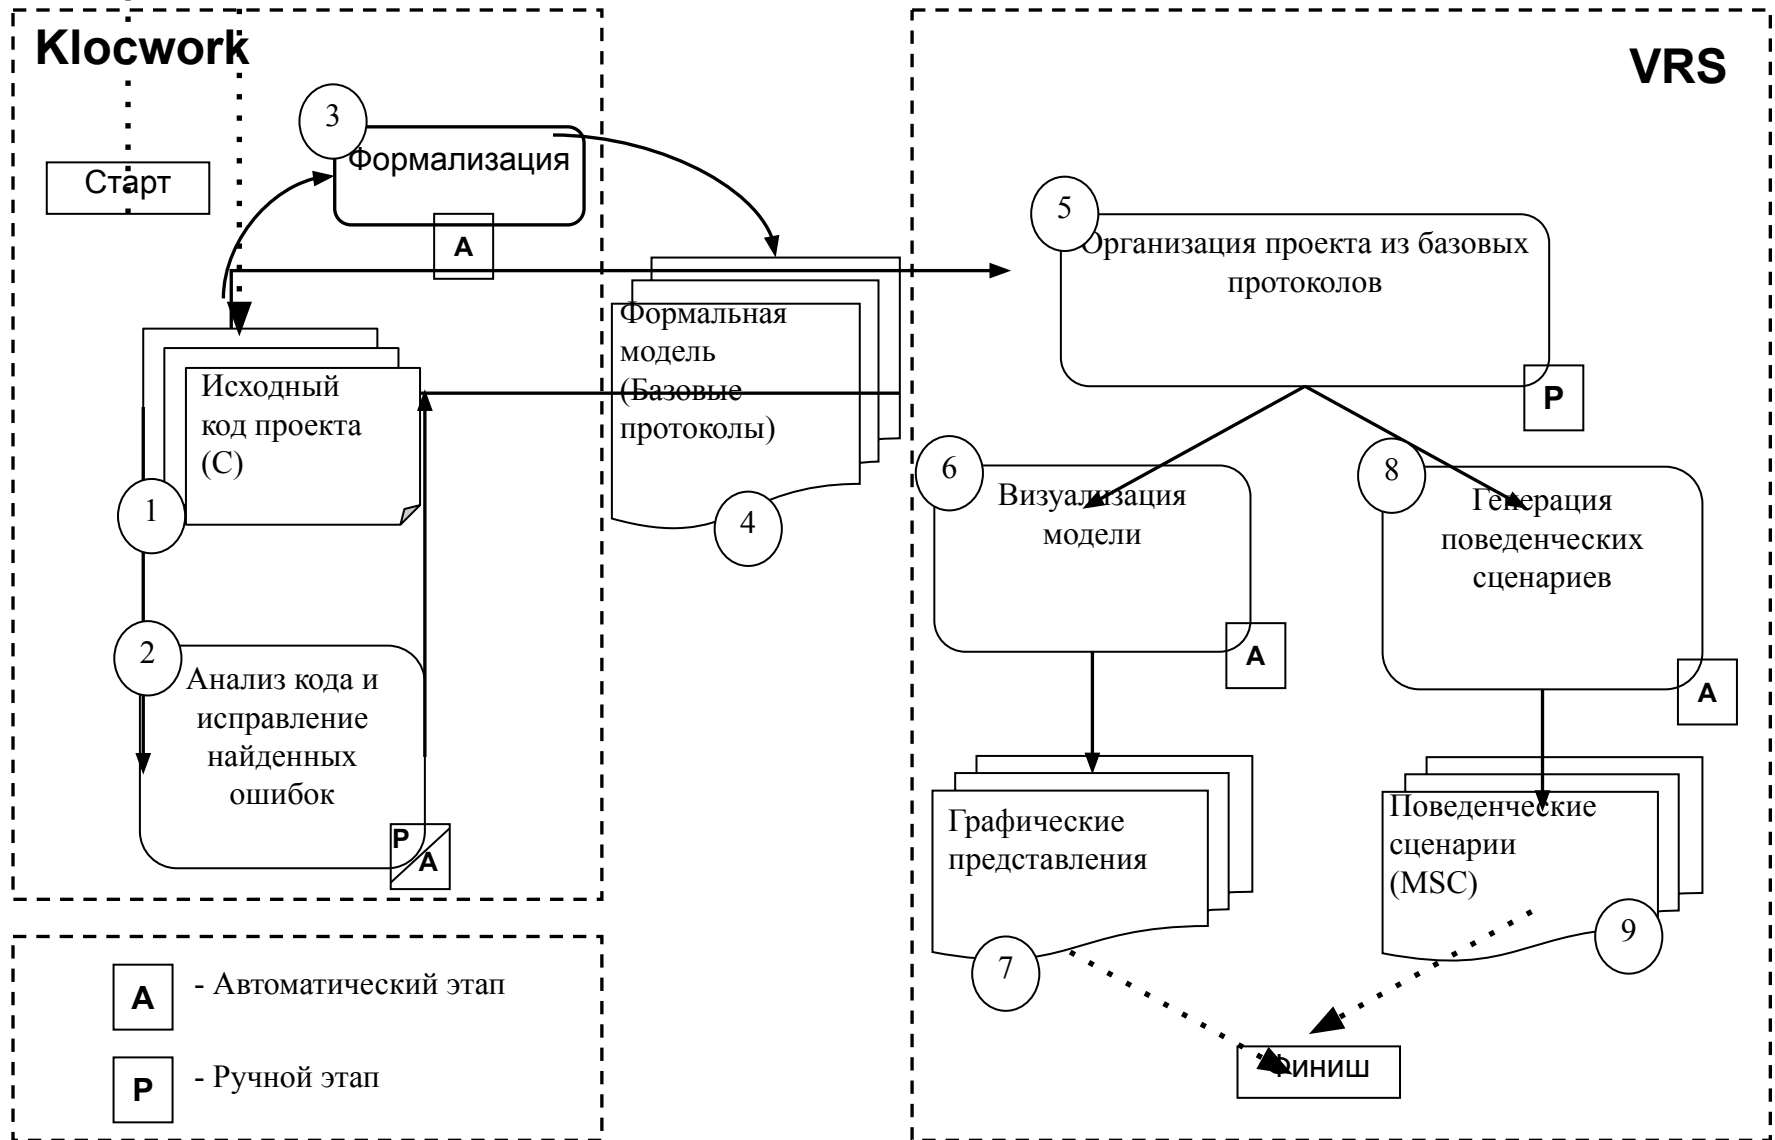 Klocwork
VRS
Старт
3
Формализация
А
5
Организация проекта из базовых
протоколов
Р
Формальная
модель
(Базовые
протоколы)
4
Исходный
код проекта
(С)
1
2
Анализ кода и
исправление
найденных
ошибок
Р
А
6
Визуализация
модели
А
8
Генерация
поведенческих
сценариев
А
Графические
представления
7
Поведенческие
сценарии
(MSC)
9
Финиш
А
- Автоматический этап
Р
- Ручной этап